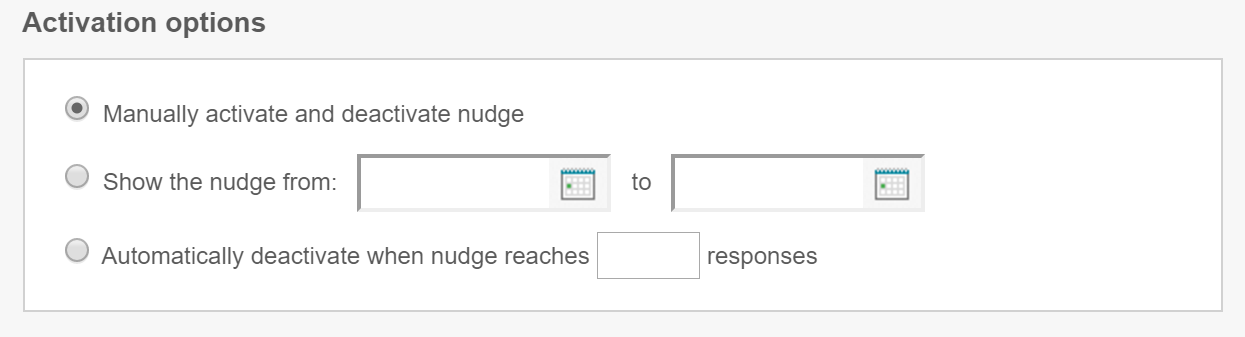 Activation options
Manually activate and deactivate nudge
Show the nudge from: to
Automatically deactivate when nudge reaches responses